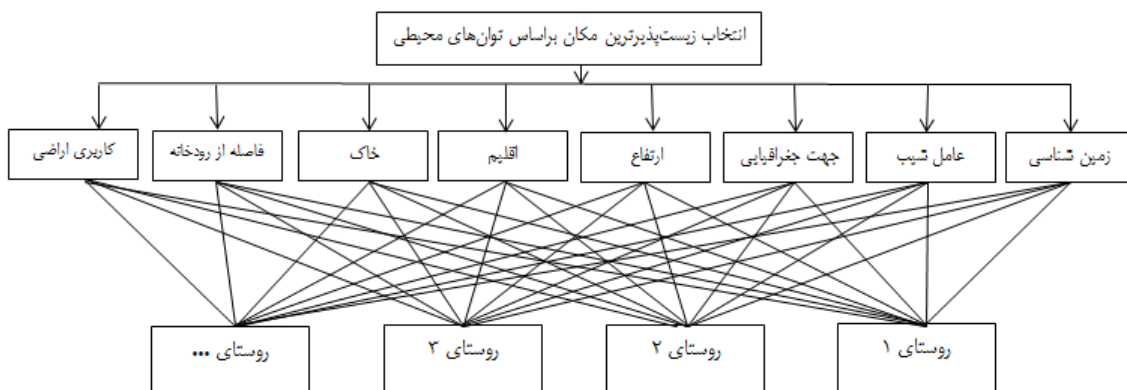 انتخاب زیست‌پذیرترین مکان براساس توان‌های محیطی
زمین شناسی
عامل شیب
جهت جغرافیایی
ارتفاع
اقلیم
خاک
فاصله از رودخانه
کاربری اراضی
روستای ۱
روستای ۲
روستای ۳
روستای ...